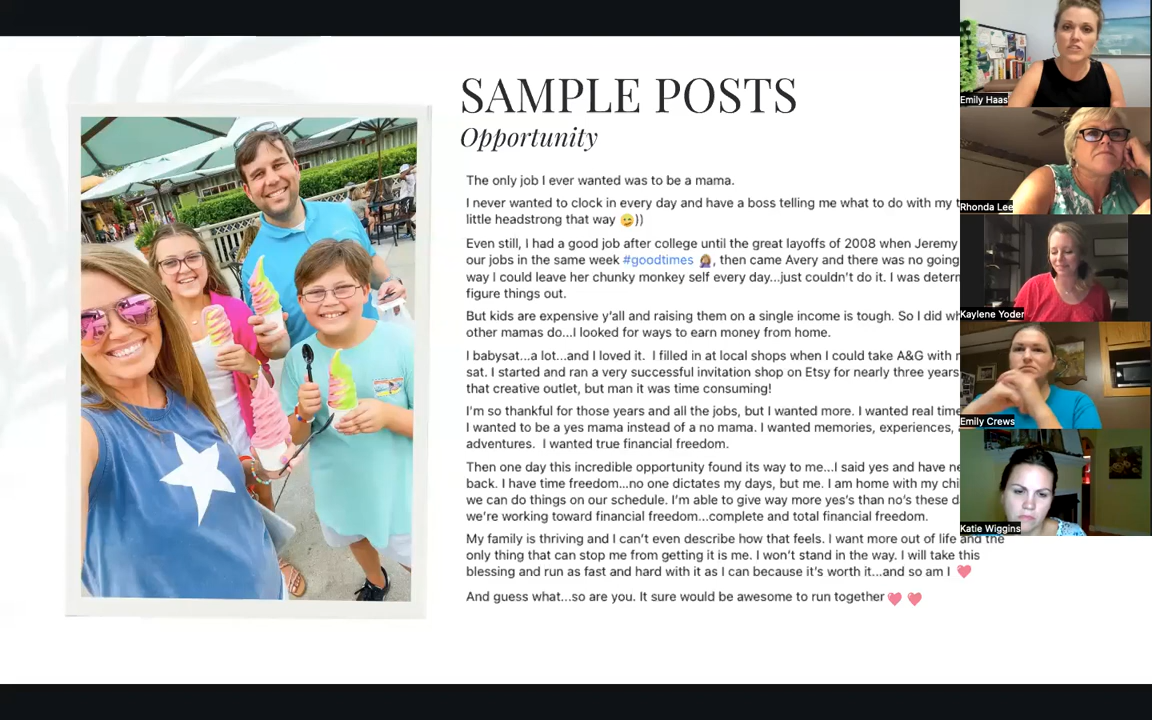 SAMPLE POSTS
Opportunity
The only job I ever wanted was to be a mama.
I never wanted to clock in every day and have a boss telling me what to do with my
little headstrong that way 😜))
Even still, I had a good job after college until the great layoffs of 2008 when Jeremy
our jobs in the same week #goodtimes 🤦🏼‍♀️, then came Avery and there was no going
way I could leave her chunky monkey self every day...just couldn't do it. I was
figure things out.
But kids are expensive y'all and raising them on a single income is tough. So I did
other mamas do...I looked for ways to earn money from home.
I babysat...a lot...and I loved it. I filled in at local shops when I could take A&G with
sat. I started and ran a very successful invitation shop on Etsy for nearly three years
that creative outlet, but man it was time consuming!
I'm so thankful for those years and all the jobs, but I wanted more. I wanted real time
I wanted to be a yes mama instead of a no mama. I wanted memories, experiences,
adventures. I wanted true financial freedom.
Then one day this incredible opportunity found its way to me...I said yes and have
back. I have time freedom...no one dictates my days, but me. I am home with my
we can do things on our schedule. I'm able to give way more yes's than no's these
we're working toward financial freedom...complete and total financial freedom.
My family is thriving and I can't even describe how that feels. I want more out of life and the
only thing that can stop me from getting it is me. I won't stand in the way. I will take this
blessing and run as fast and hard with it as I can because it's worth it...and so am I 💗
And guess what...so are you. It sure would be awesome to run together 💗 💗
Emily Haas
Rhonda Lee
Kaylene Yoder
Emily Crews
Katie Wiggins